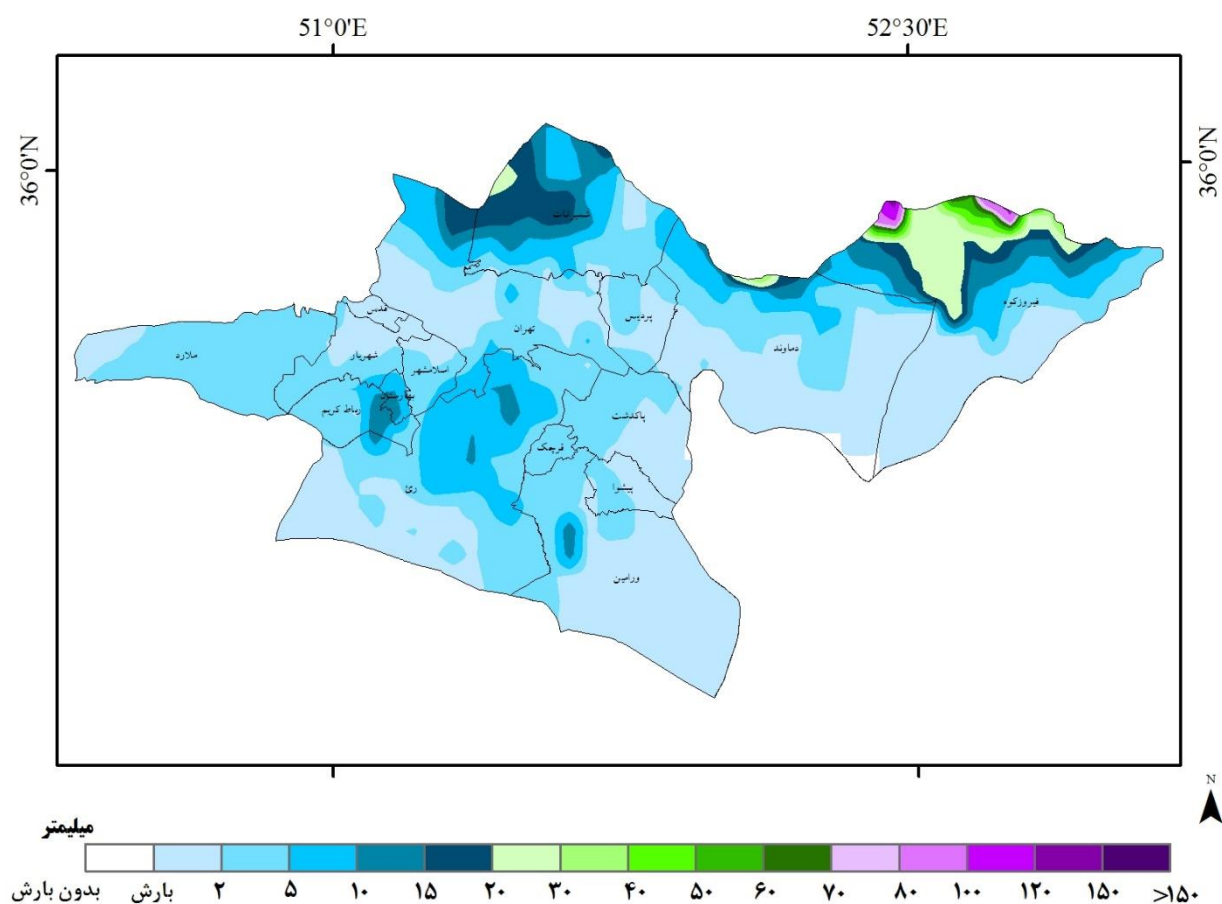 51°0'E 52°30'E
36°0'N 36°0'N
شمیرانات
فیروزکوه
قدس
پردیس
تهران
دماوند
ملارد
شهریار
اسلامشهر
بهارستان
رباط کریم
پاکدشت
قرچک
ری
پیشوا
ورامین
N
میلیمتر
بدون بارش بارش ۲ ۵ ۱۰ ۱۵ ۲۰ ۳۰ ۴۰ ۵۰ ۶۰ ۷۰ ۸۰ ۱۰۰ ۱۲۰ ۱۵۰ >۱۵۰